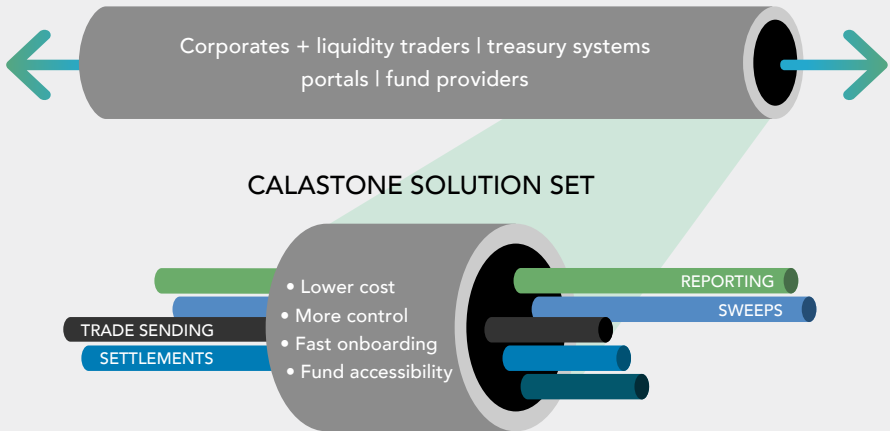 Corporates + liquidity traders | treasury systems
portals | fund providers
CALASTONE SOLUTION SET
• Lower cost
• More control
• Fast onboarding
• Fund accessibility
TRADE SENDING
SETTLEMENTS
REPORTING
SWEEPS